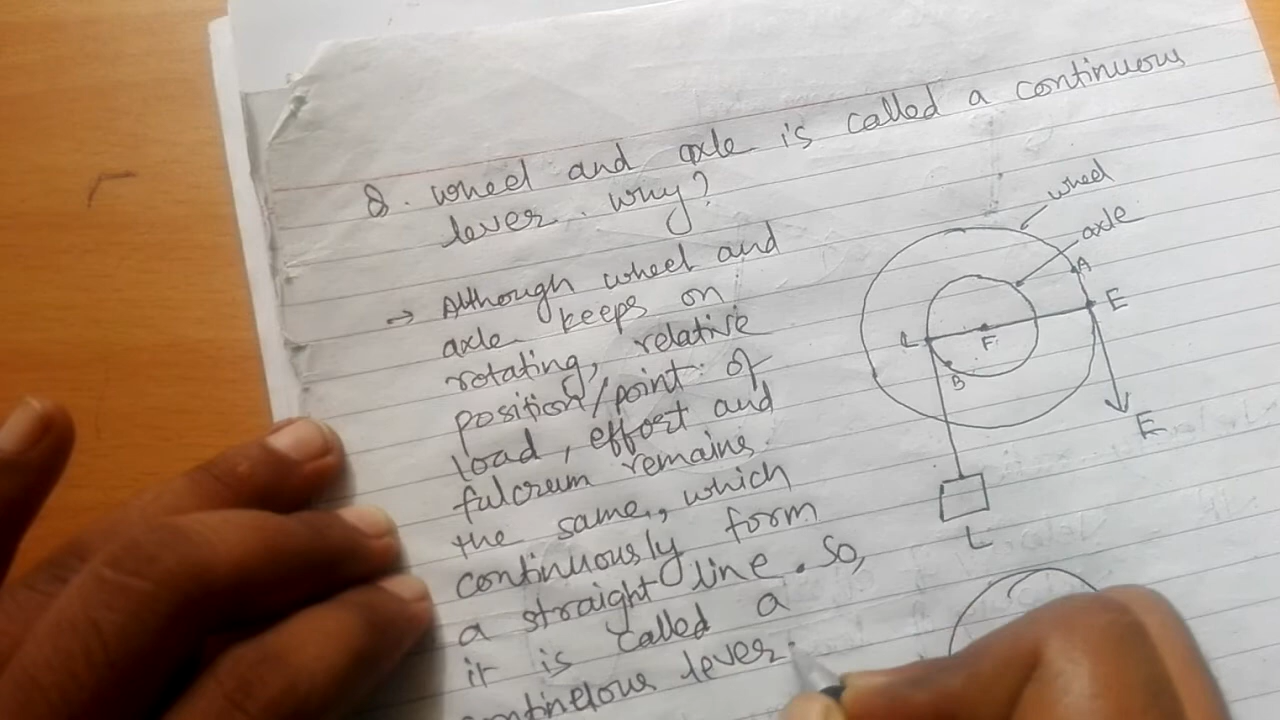 8. wheel and axle is called a continuous
lever. why?
→ Although wheel and
axle keeps on
rotating, relative
position/point of
load, effort and
fulcrum remains
the same, which
continuously form
a straight line. So,
it is called a
lever.
wheel
axle
A
E
L
F
B
E
L